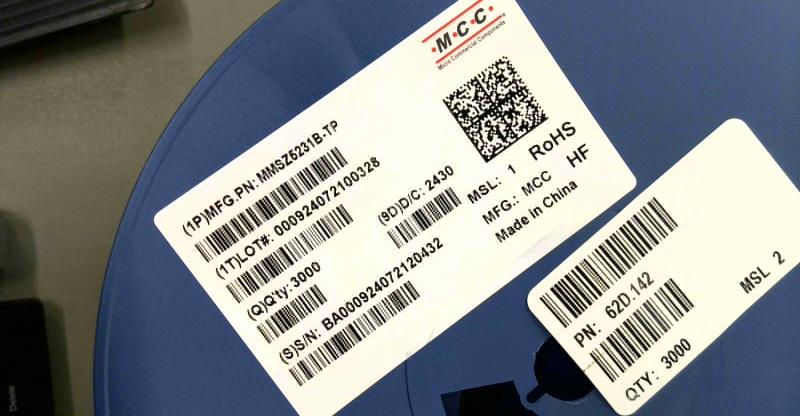 ·M·C·C·
Micro Commercial Components
(1P)MFG.PN: MMSZ5231B-TP
(1T)LOT#: 000924072100328
(9D)D/C: 2430
(Q)Q'ty: 3000
(S)S/N: BA000924072120432
MSL: 1
RoHS
MFG.: MCC
HF
Made in China
PN: 62D.142
QTY: 3000
MSL 2
Delete